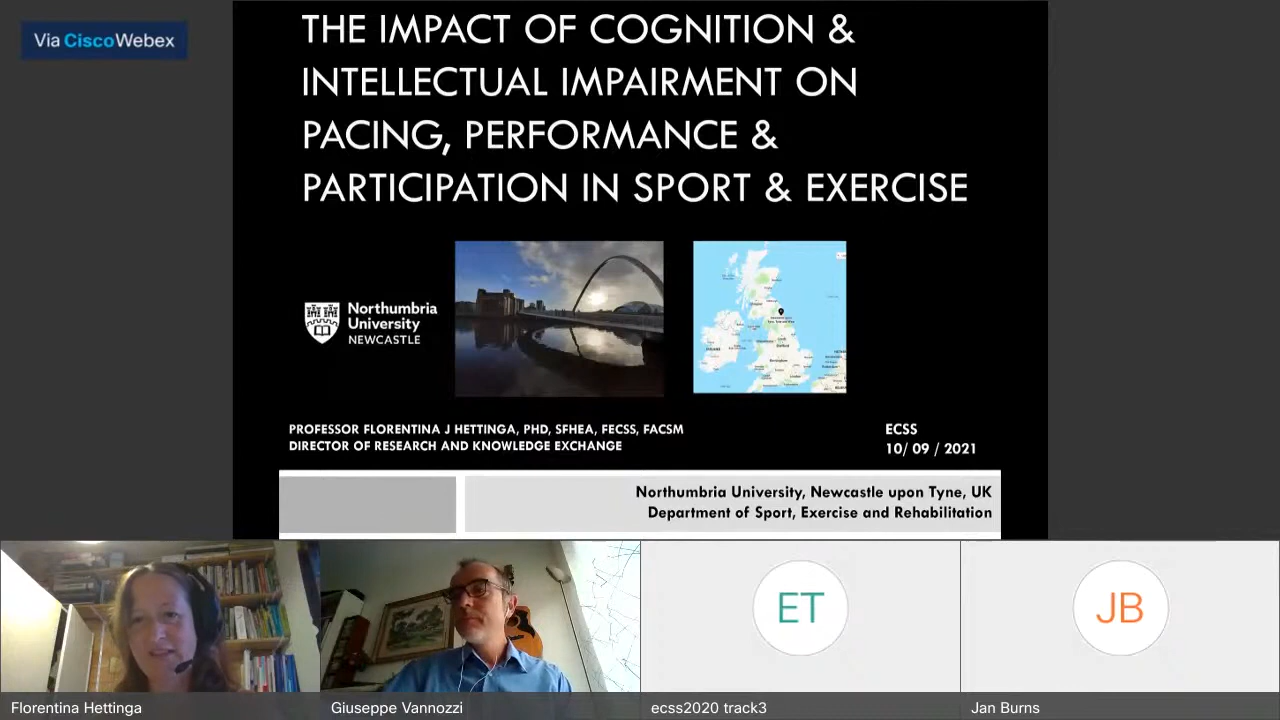 Via Cisco Webex
THE IMPACT OF COGNITION &
INTELLECTUAL IMPAIRMENT ON
PACING, PERFORMANCE &
PARTICIPATION IN SPORT & EXERCISE
Northumbria
University
NEWCASTLE
PROFESSOR FLORENTINA J HETTINGA, PHD, SFHEA, FECSS, FACSM
DIRECTOR OF RESEARCH AND KNOWLEDGE EXCHANGE
ECSS
10/ 09 / 2021
Northumbria University, Newcastle upon Tyne, UK
Department of Sport, Exercise and Rehabilitation
ET
JB
Florentina Hettinga
Giuseppe Vannozzi
ecss2020 track3
Jan Burns